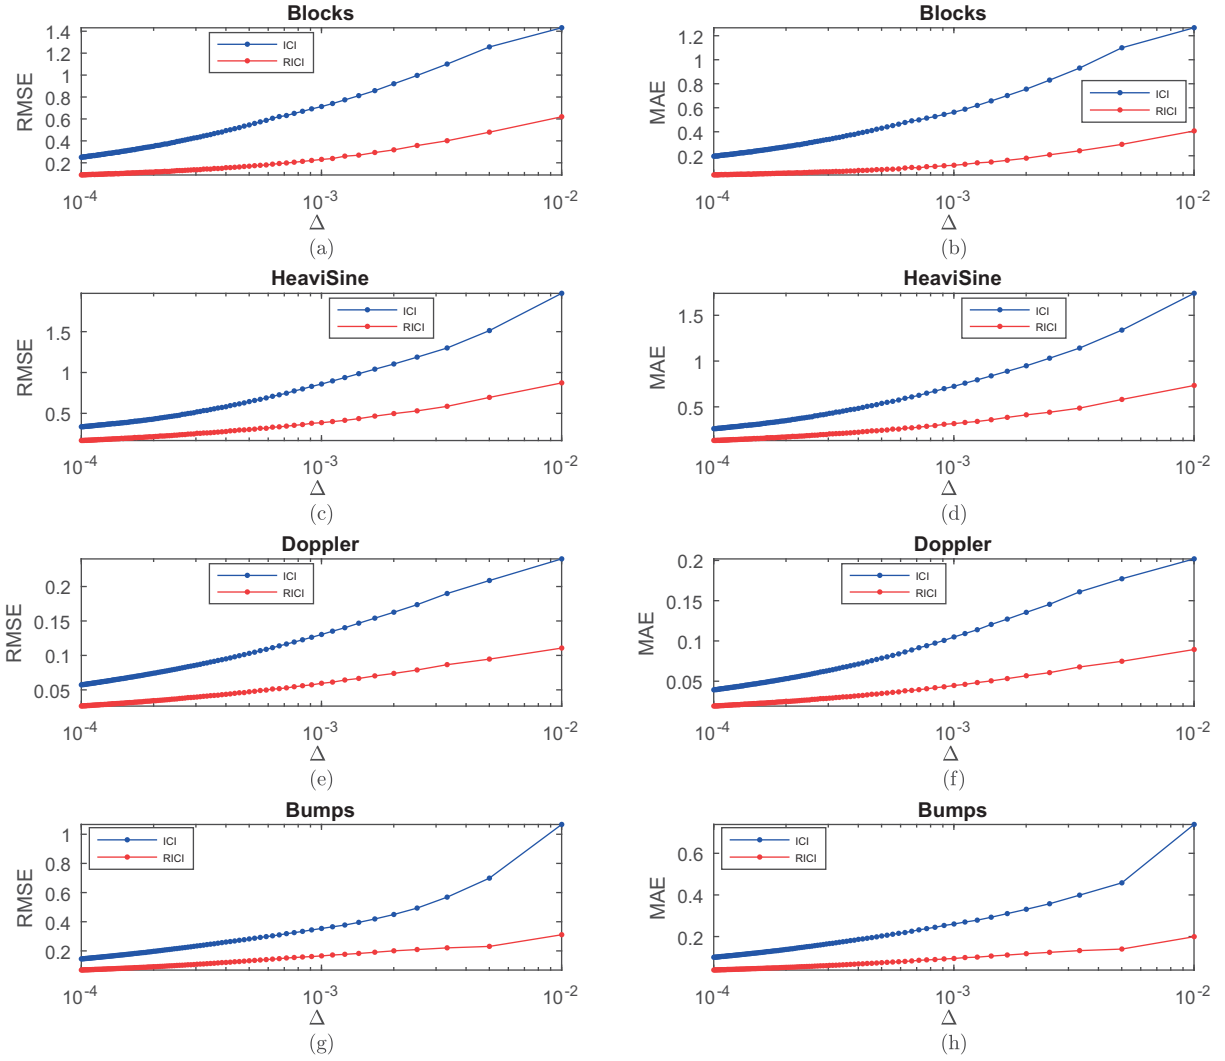 Blocks
RMSE
1.4
1.2
1
0.8
0.6
0.4
0.2
ICI
RICI
10-4
10-3
10-2
Δ
(a)
Blocks
MAE
1.2
1
0.8
0.6
0.4
0.2
ICI
RICI
10-4
10-3
10-2
Δ
(b)
HeaviSine
RMSE
1.5
1
0.5
ICI
RICI
10-4
10-3
10-2
Δ
(c)
HeaviSine
MAE
1.5
1
0.5
ICI
RICI
10-4
10-3
10-2
Δ
(d)
Doppler
RMSE
0.2
0.15
0.1
0.05
ICI
RICI
10-4
10-3
10-2
Δ
(e)
Doppler
MAE
0.2
0.15
0.1
0.05
ICI
RICI
10-4
10-3
10-2
Δ
(f)
Bumps
RMSE
1
0.8
0.6
0.4
0.2
ICI
RICI
10-4
10-3
10-2
Δ
(g)
Bumps
MAE
0.6
0.4
0.2
ICI
RICI
10-4
10-3
10-2
Δ
(h)